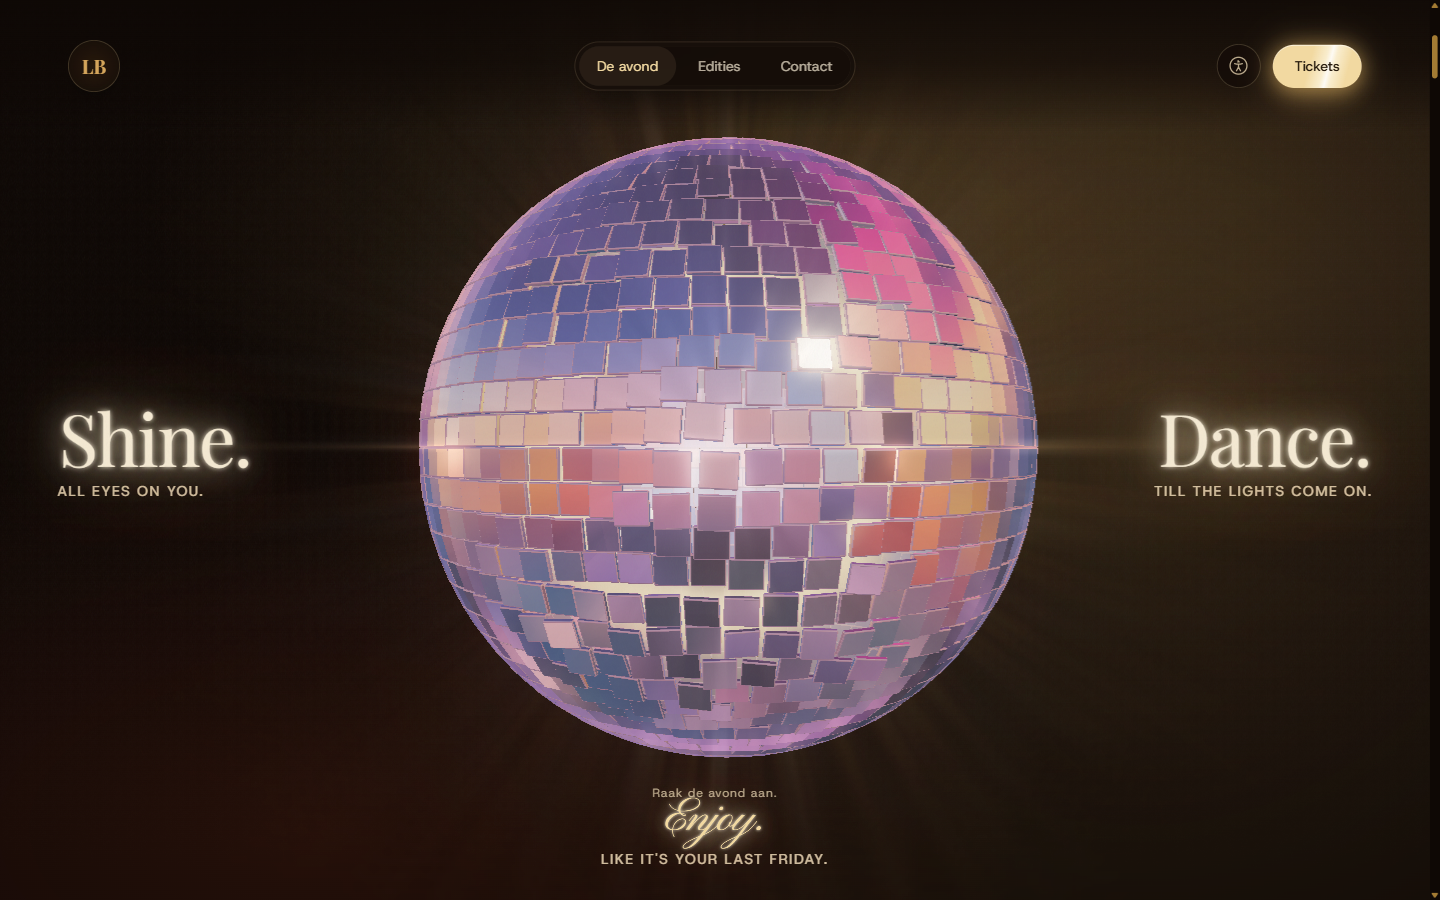 LB
De avond
Edities
Contact
Tickets
Shine.
ALL EYES ON YOU.
Dance.
TILL THE LIGHTS COME ON.
Raak de avond aan.
Enjoy.
LIKE IT'S YOUR LAST FRIDAY.